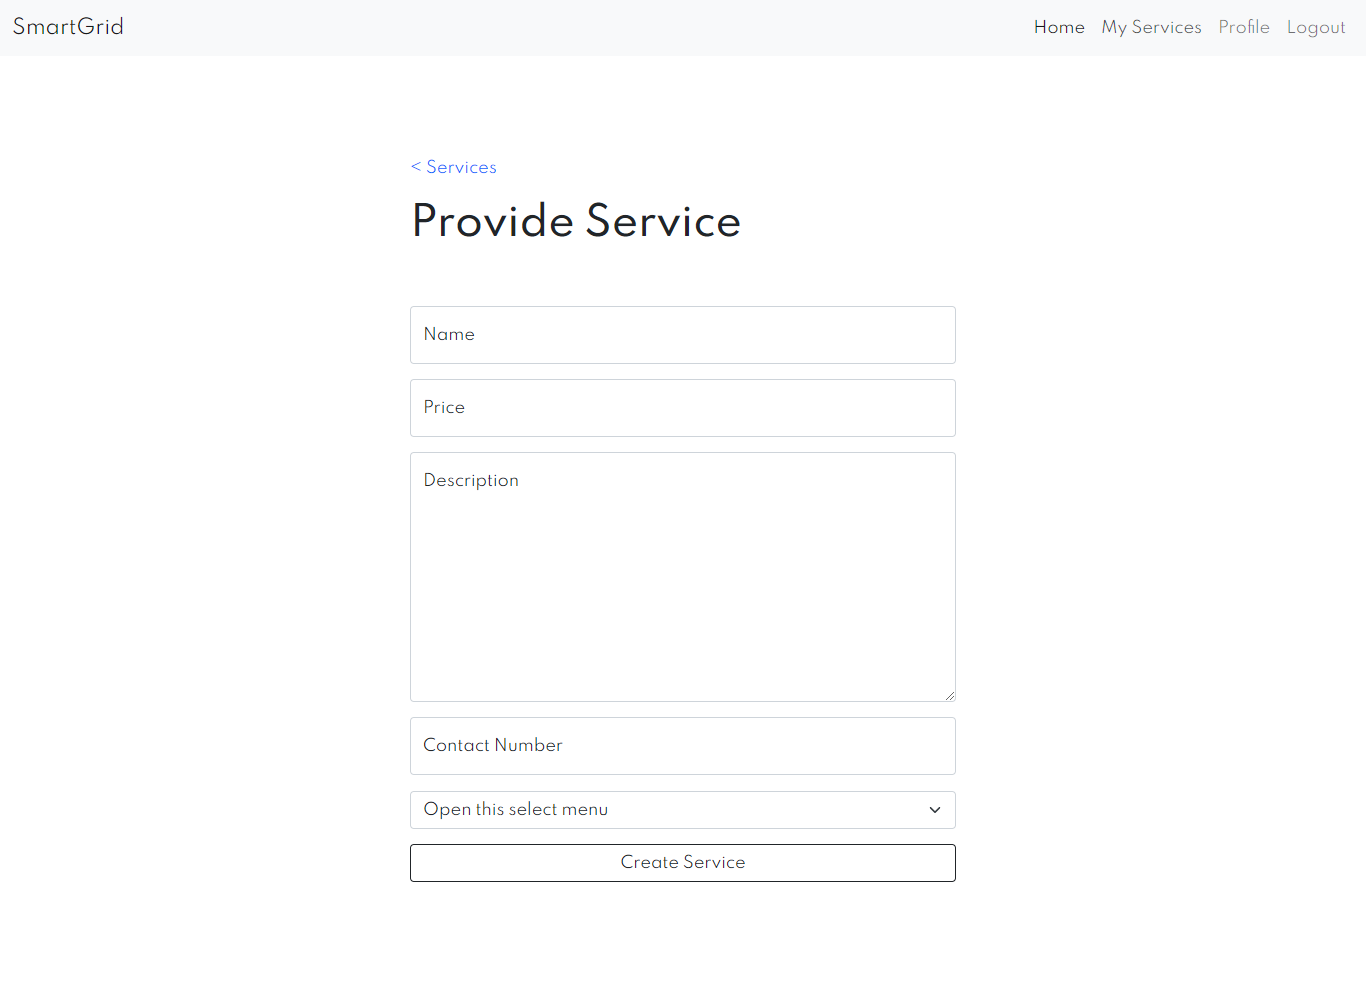 SmartGrid
Home My Services Profile Logout
< Services
Provide Service
Name
Price
Description
Contact Number
Open this select menu
Create Service